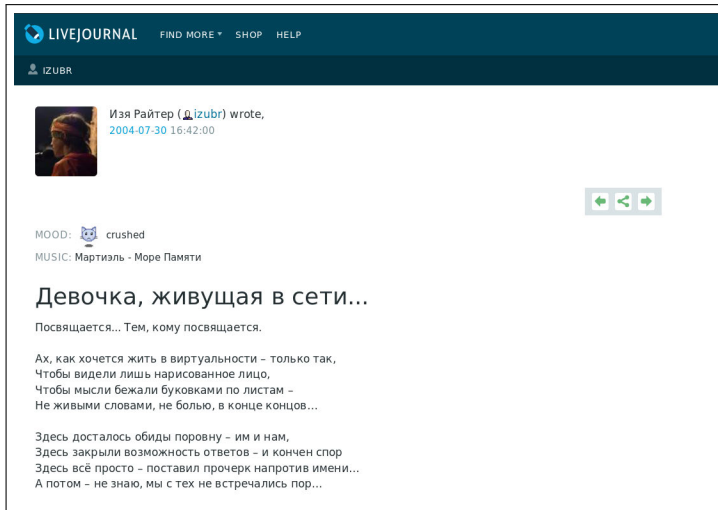 LIVEJOURNAL FIND MORE SHOP HELP
IZUBR
Изя Райтер (izubr) wrote,
2004-07-30 16:42:00
MOOD: crushed
MUSIC: Мартиэль - Море Памяти
Девочка, живущая в сети...
Посвящается... Тем, кому посвящается.
Ах, как хочется жить в виртуальности – только так,
Чтобы видели лишь нарисованное лицо,
Чтобы мысли бежали буковками по листам –
Не живыми словами, не болью, в конце концов...
Здесь досталось обиды поровну – им и нам,
Здесь закрыли возможность ответов – и кончен спор
Здесь всё просто – поставил прочерк напротив имени...
А потом – не знаю, мы с тех не встречались пор...